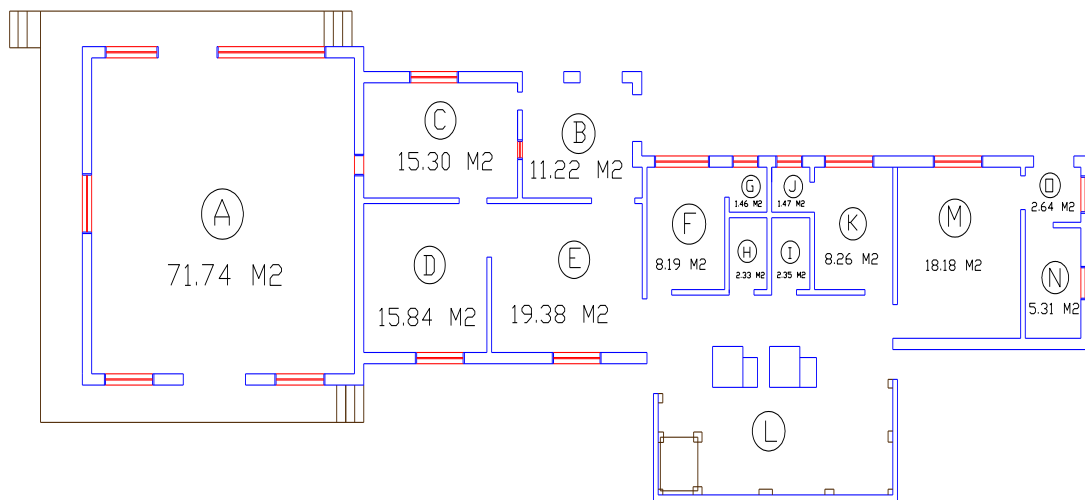 A
71.74 M2
C
15.30 M2
B
11.22 M2
D
15.84 M2
E
19.38 M2
F
8.19 M2
G
1.46 M2
H
2.33 M2
J
1.47 M2
I
2.35 M2
K
8.26 M2
M
18.18 M2
O
2.64 M2
N
5.31 M2
L